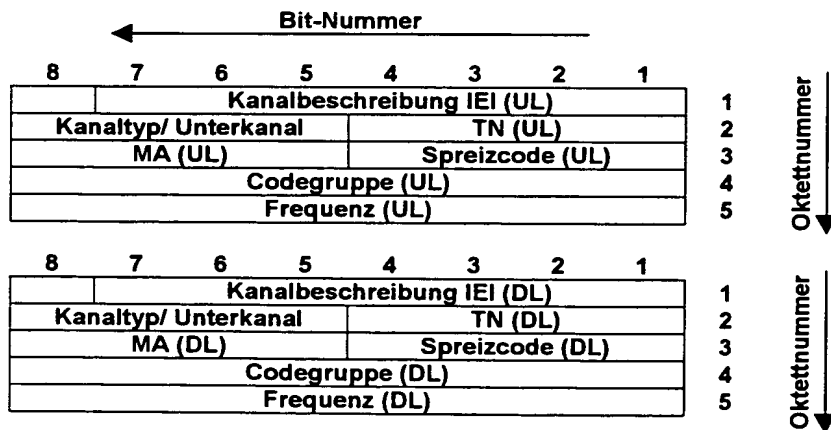 Bit-Nummer
8 7 6 5 4 3 2 1
Kanalbeschreibung IEI (UL) 1
Kanaltyp/ Unterkanal TN (UL) 2
MA (UL) Spreizcode (UL) 3
Codegruppe (UL) 4
Frequenz (UL) 5
Oktettnummer
8 7 6 5 4 3 2 1
Kanalbeschreibung IEI (DL) 1
Kanaltyp/ Unterkanal TN (DL) 2
MA (DL) Spreizcode (DL) 3
Codegruppe (DL) 4
Frequenz (DL) 5
Oktettnummer